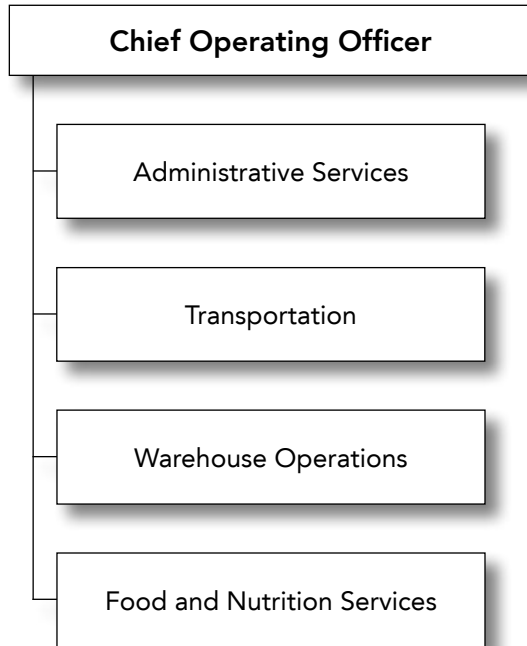 Chief Operating Officer
Administrative Services
Transportation
Warehouse Operations
Food and Nutrition Services